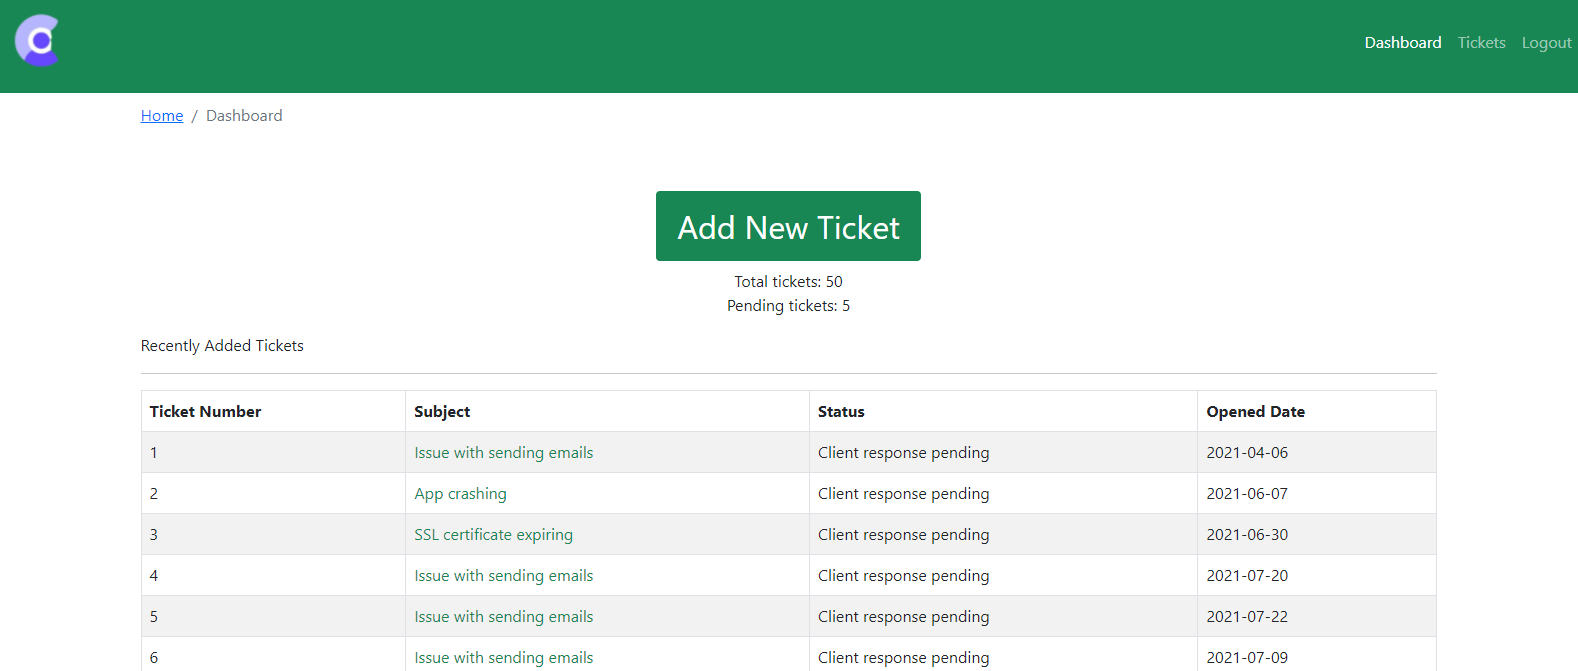 Dashboard Tickets Logout
Home / Dashboard
Add New Ticket
Total tickets: 50
Pending tickets: 5
Recently Added Tickets
Ticket Number Subject Status Opened Date
1 Issue with sending emails Client response pending 2021-04-06
2 App crashing Client response pending 2021-06-07
3 SSL certificate expiring Client response pending 2021-06-30
4 Issue with sending emails Client response pending 2021-07-20
5 Issue with sending emails Client response pending 2021-07-22
6 Issue with sending emails Client response pending 2021-07-09